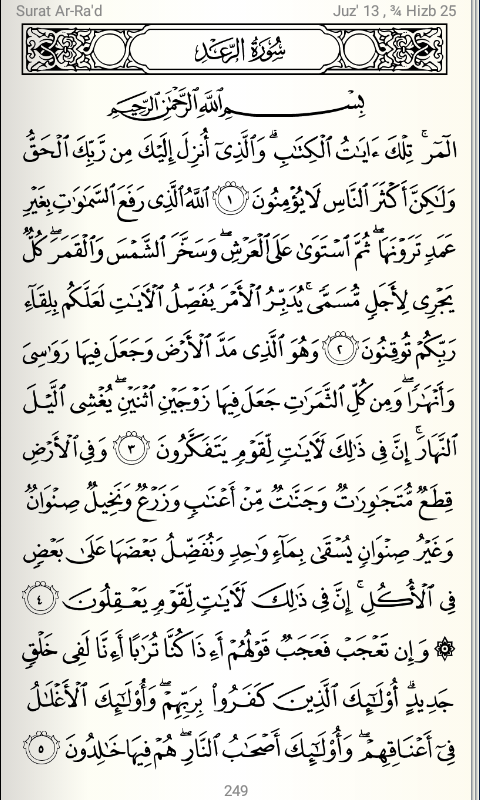 Surat Ar-Ra'd
Juz' 13 , ¾ Hizb 25
سُورَةُ الرَّعْدِ
بِسْمِ ٱللَّهِ ٱلرَّحْمَٰنِ ٱلرَّحِيمِ
الٓمٓر ۚ تِلْكَ ءَايَٰتُ ٱلْكِتَٰبِ ۗ وَٱلَّذِىٓ أُنزِلَ إِلَيْكَ مِن رَّبِّكَ ٱلْحَقُّ
وَلَٰكِنَّ أَكْثَرَ ٱلنَّاسِ لَا يُؤْمِنُونَ ١ ٱللَّهُ ٱلَّذِى رَفَعَ ٱلسَّمَٰوَٰتِ بِغَيْرِ
عَمَدٍ تَرَوْنَهَا ۖ ثُمَّ ٱسْتَوَىٰ عَلَى ٱلْعَرْشِ ۖ وَسَخَّرَ ٱلشَّمْسَ وَٱلْقَمَرَ ۖ كُلٌّ
يَجْرِى لِأَجَلٍ مُّسَمًّى ۚ يُدَبِّرُ ٱلْأَمْرَ يُفَصِّلُ ٱلْءَايَٰتِ لَعَلَّكُم بِلِقَآءِ
رَبِّكُمْ تُوقِنُونَ ٢ وَهُوَ ٱلَّذِى مَدَّ ٱلْأَرْضَ وَجَعَلَ فِيهَا رَوَٰسِىَ
وَأَنْهَٰرًا ۖ وَمِن كُلِّ ٱلثَّمَرَٰتِ جَعَلَ فِيهَا زَوْجَيْنِ ٱثْنَيْنِ ۖ يُغْشِى ٱلَّيْلَ
ٱلنَّهَارَ ۚ إِنَّ فِى ذَٰلِكَ لَءَايَٰتٍ لِّقَوْمٍ يَتَفَكَّرُونَ ٣ وَفِى ٱلْأَرْضِ
قِطَعٌ مُّتَجَٰوِرَٰتٌ وَجَنَّٰتٌ مِّنْ أَعْنَٰبٍ وَزَرْعٌ وَنَخِيلٌ صِنْوَانٌ
وَغَيْرُ صِنْوَانٍ يُسْقَىٰ بِمَآءٍ وَٰحِدٍ وَنُفَضِّلُ بَعْضَهَا عَلَىٰ بَعْضٍ
فِى ٱلْأُكُلِ ۚ إِنَّ فِى ذَٰلِكَ لَءَايَٰتٍ لِّقَوْمٍ يَعْقِلُونَ ٤
۞ وَإِن تَعْجَبْ فَعَجَبٌ قَوْلُهُمْ أَءِذَا كُنَّا تُرَٰبًا أَءِنَّا لَفِى خَلْقٍ
جَدِيدٍ ۗ أُو۟لَٰٓئِكَ ٱلَّذِينَ كَفَرُوا۟ بِرَبِّهِمْ ۖ وَأُو۟لَٰٓئِكَ ٱلْأَغْلَٰلُ
فِىٓ أَعْنَاقِهِمْ ۖ وَأُو۟لَٰٓئِكَ أَصْحَٰبُ ٱلنَّارِ ۖ هُمْ فِيهَا خَٰلِدُونَ ٥
249